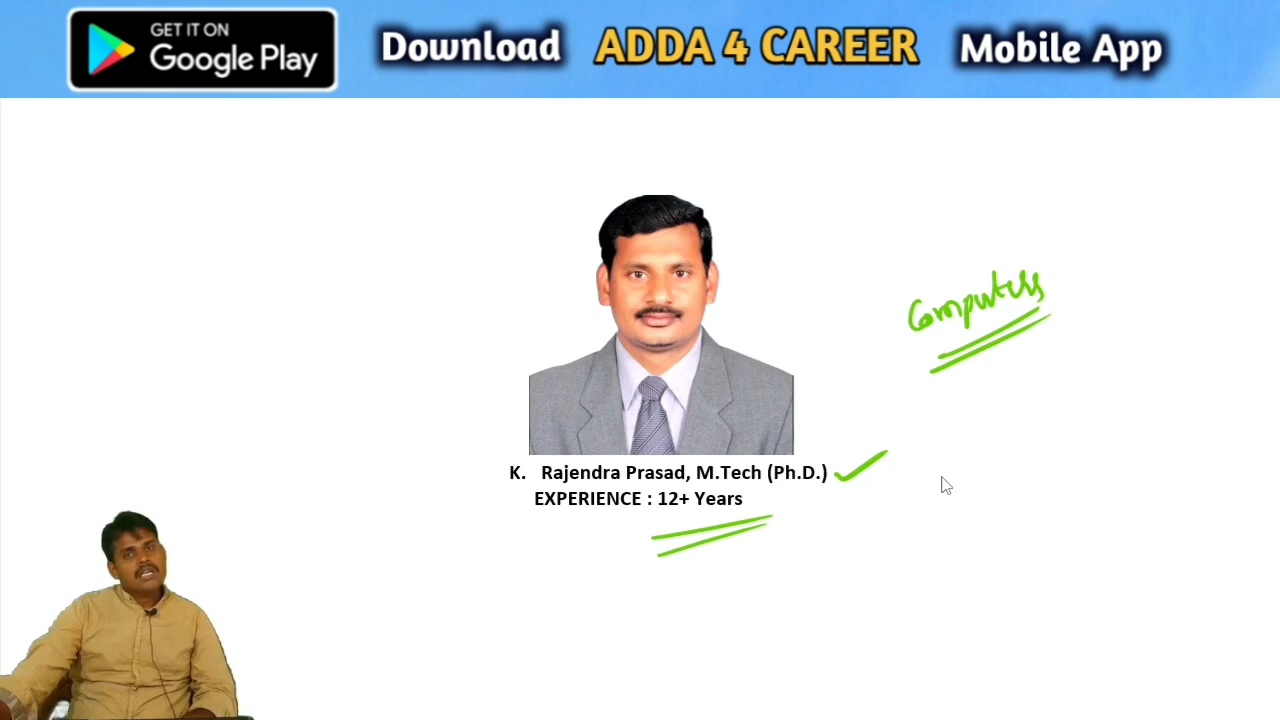 GET IT ON
Google Play
Download ADDA 4 CAREER Mobile App
Computers
K. Rajendra Prasad, M.Tech (Ph.D.)
EXPERIENCE : 12+ Years